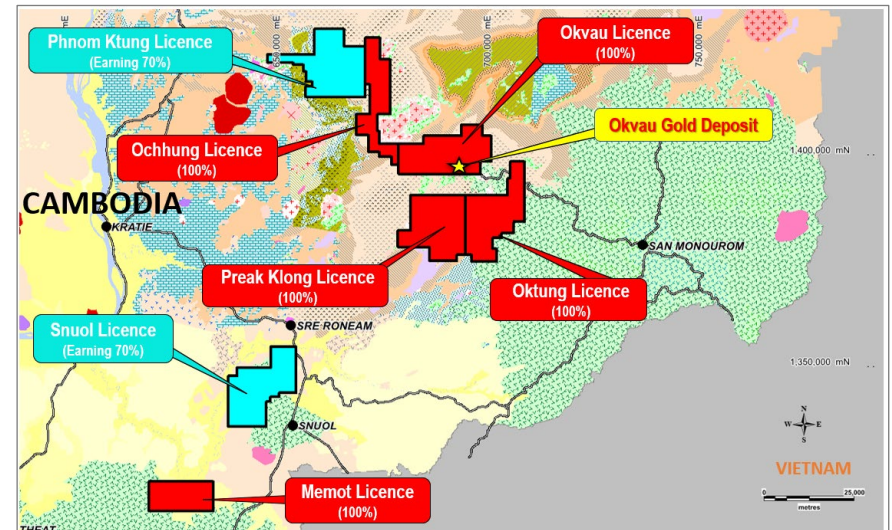 Phnom Ktung Licence
(Earning 70%)
650,000 mE
700,000 mE
750,000 mE
Okvau Licence
(100%)
Okvau Gold Deposit
Ochhung Licence
(100%)
1,400,000 mN
CAMBODIA
KRATIE
SAN MONOUROM
Preak Klong Licence
(100%)
Oktung Licence
(100%)
Snuol Licence
(Earning 70%)
SRE RONEAM
1,350,000 mN
SNUOL
N
W E
S
VIETNAM
Memot Licence
(100%)
0 25,000
metres
THEAT